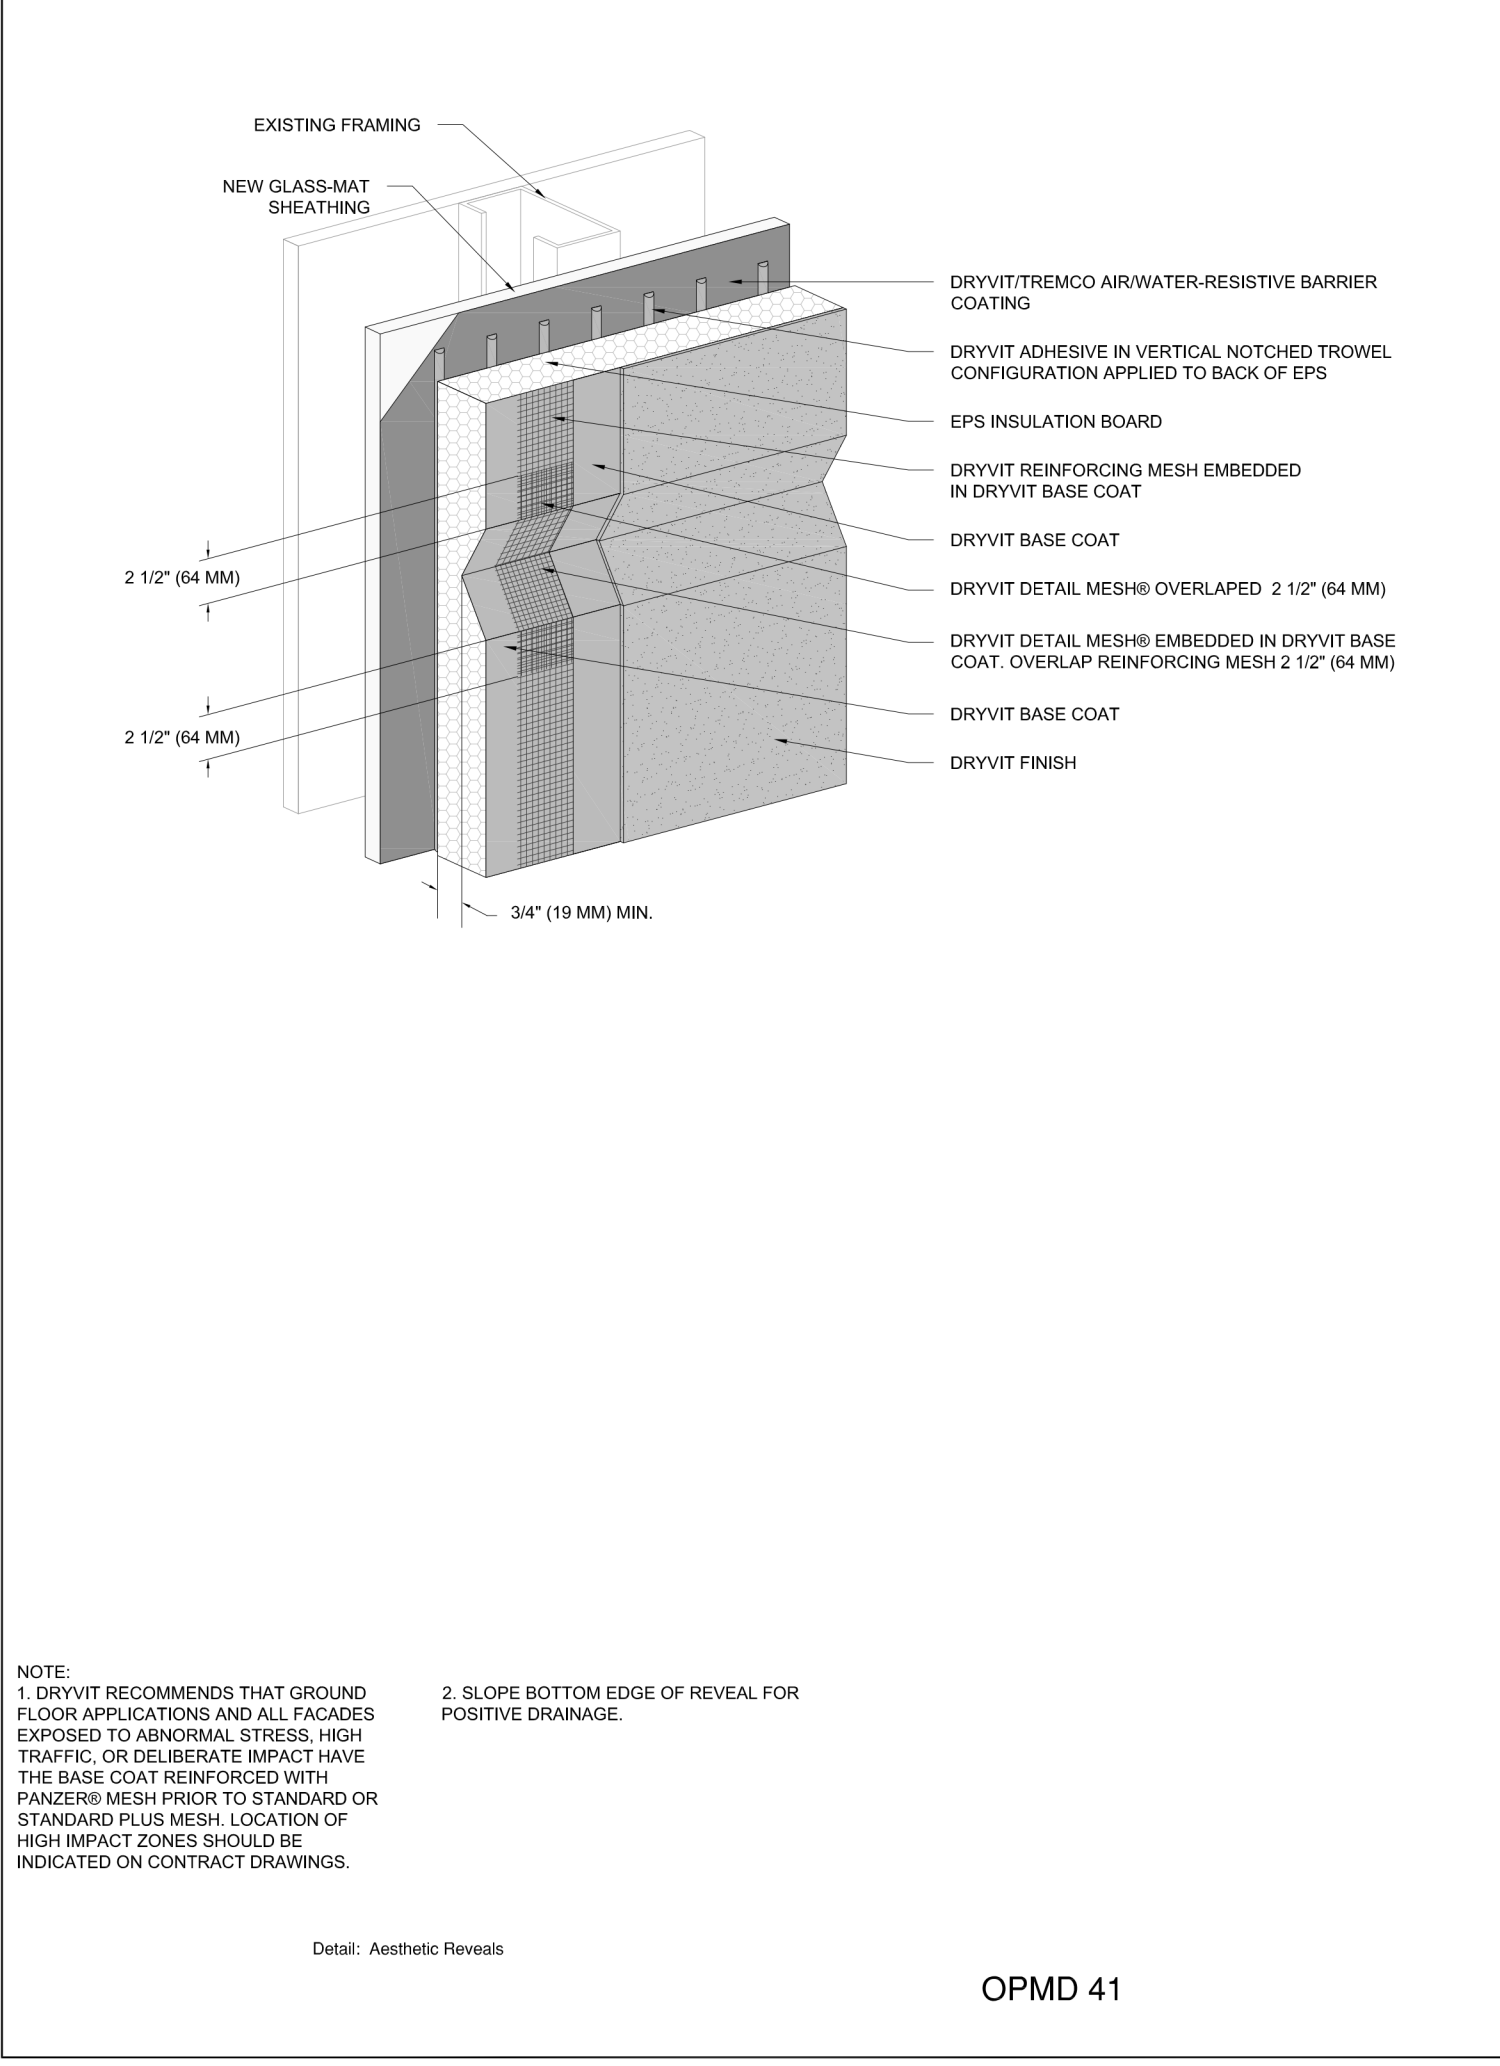 EXISTING FRAMING
NEW GLASS-MAT
SHEATHING
DRYVIT/TREMCO AIR/WATER-RESISTIVE BARRIER
COATING
DRYVIT ADHESIVE IN VERTICAL NOTCHED TROWEL
CONFIGURATION APPLIED TO BACK OF EPS
EPS INSULATION BOARD
DRYVIT REINFORCING MESH EMBEDDED
IN DRYVIT BASE COAT
DRYVIT BASE COAT
DRYVIT DETAIL MESH® OVERLAPED 2 1/2" (64 MM)
DRYVIT DETAIL MESH® EMBEDDED IN DRYVIT BASE
COAT. OVERLAP REINFORCING MESH 2 1/2" (64 MM)
DRYVIT BASE COAT
DRYVIT FINISH
2 1/2" (64 MM)
2 1/2" (64 MM)
3/4" (19 MM) MIN.
NOTE:
1. DRYVIT RECOMMENDS THAT GROUND
FLOOR APPLICATIONS AND ALL FACADES
EXPOSED TO ABNORMAL STRESS, HIGH
TRAFFIC, OR DELIBERATE IMPACT HAVE
THE BASE COAT REINFORCED WITH
PANZER® MESH PRIOR TO STANDARD OR
STANDARD PLUS MESH. LOCATION OF
HIGH IMPACT ZONES SHOULD BE
INDICATED ON CONTRACT DRAWINGS.
2. SLOPE BOTTOM EDGE OF REVEAL FOR
POSITIVE DRAINAGE.
Detail: Aesthetic Reveals
OPMD 41